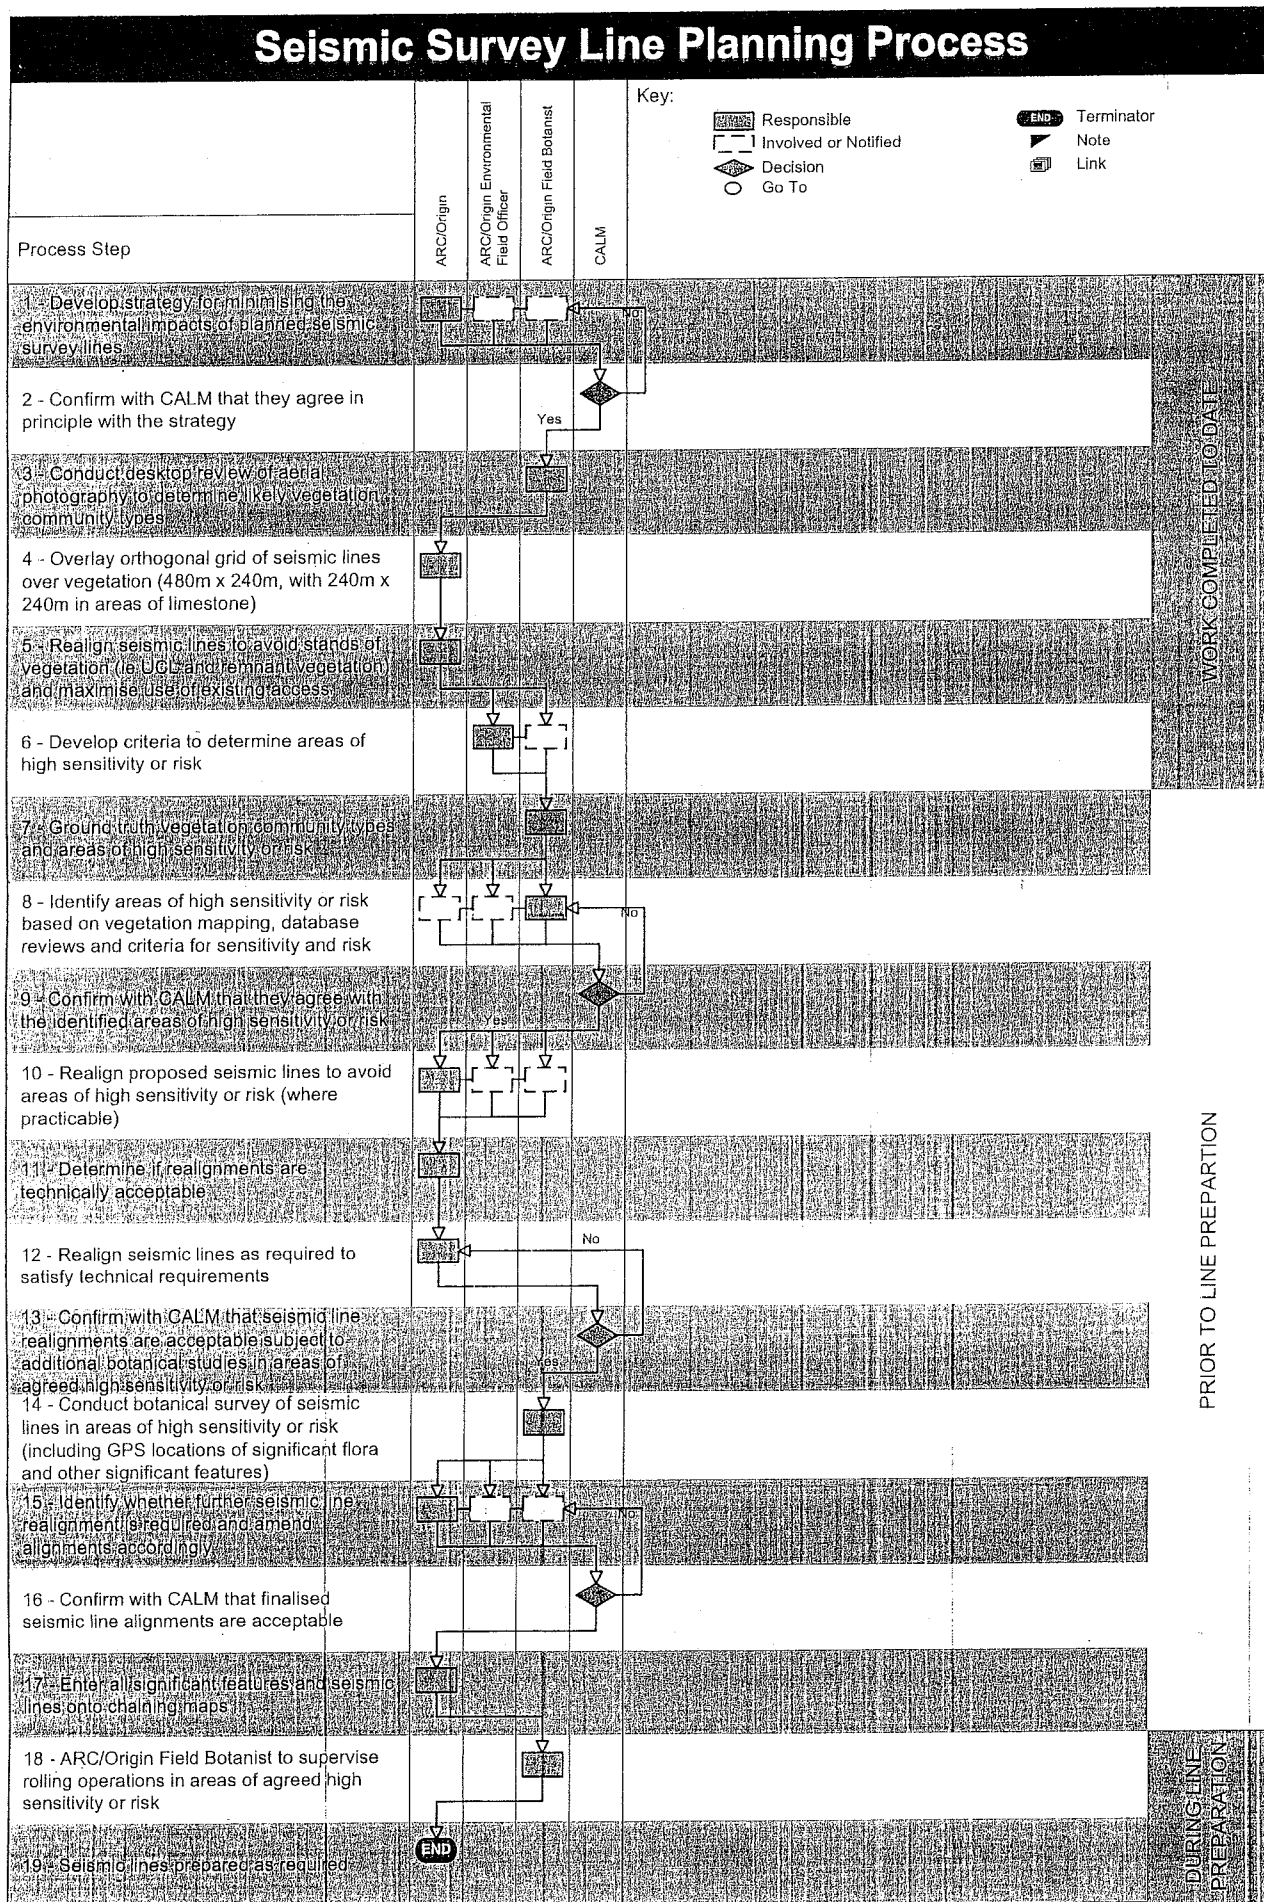 Seismic Survey Line Planning Process
Key:
Responsible
Involved or Notified
Decision
Go To
END
Terminator
Note
Link
Process Step
ARC/Origin
ARC/Origin Environmental
Field Officer
ARC/Origin Field Botanist
CALM
1 - Develop strategy for minimising the
environmental impacts of planned seismic
survey lines
No
2 - Confirm with CALM that they agree in
principle with the strategy
Yes
3 - Conduct desktop review of aerial
photography to determine likely vegetation
community types
4 - Overlay orthogonal grid of seismic lines
over vegetation (480m x 240m, with 240m x
240m in areas of limestone)
5 - Realign seismic lines to avoid stands of
vegetation (ie UCL and remnant vegetation)
and maximise use of existing access
6 - Develop criteria to determine areas of
high sensitivity or risk
WORK COMPLETED TO DATE
7 - Ground truth vegetation community types
and areas of high sensitivity or risk
8 - Identify areas of high sensitivity or risk
based on vegetation mapping, database
reviews and criteria for sensitivity and risk
No
9 - Confirm with CALM that they agree with
the identified areas of high sensitivity or risk
Yes
10 - Realign proposed seismic lines to avoid
areas of high sensitivity or risk (where
practicable)
11 - Determine if realignments are
technically acceptable
12 - Realign seismic lines as required to
satisfy technical requirements
No
13 - Confirm with CALM that seismic line
realignments are acceptable subject to
additional botanical studies in areas of
agreed high sensitivity or risk
Yes
14 - Conduct botanical survey of seismic
lines in areas of high sensitivity or risk
(including GPS locations of significant flora
and other significant features)
15 - Identify whether further seismic line
realignment is required and amend
alignments accordingly
No
16 - Confirm with CALM that finalised
seismic line alignments are acceptable
17 - Enter all significant features and seismic
lines onto chaining maps
PRIOR TO LINE PREPARTION
18 - ARC/Origin Field Botanist to supervise
rolling operations in areas of agreed high
sensitivity or risk
END
19 - Seismic lines prepared as required
DURING LINE
PREPARATION